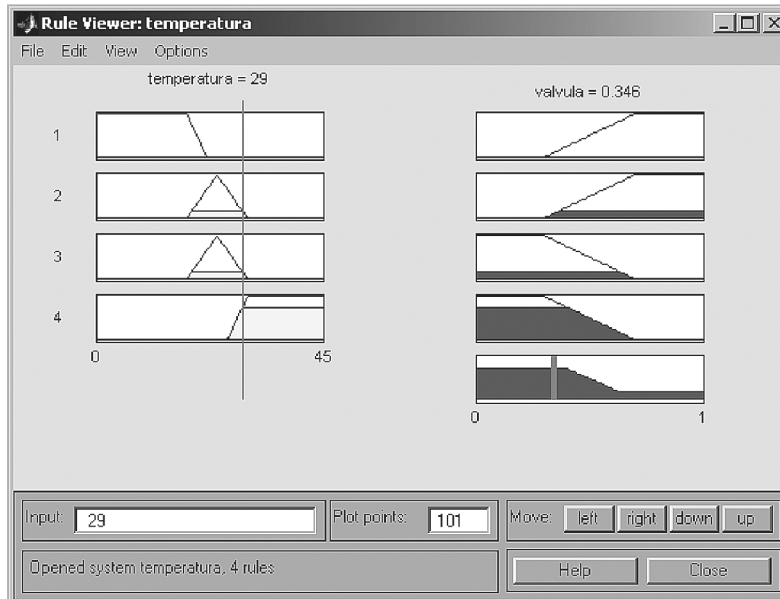 Rule Viewer: temperatura
File Edit View Options
temperatura = 29
valvula = 0.346
1
2
3
4
0 45
0 1
Input: 29
Plot points: 101
Move: left right down up
Opened system temperatura, 4 rules
Help Close